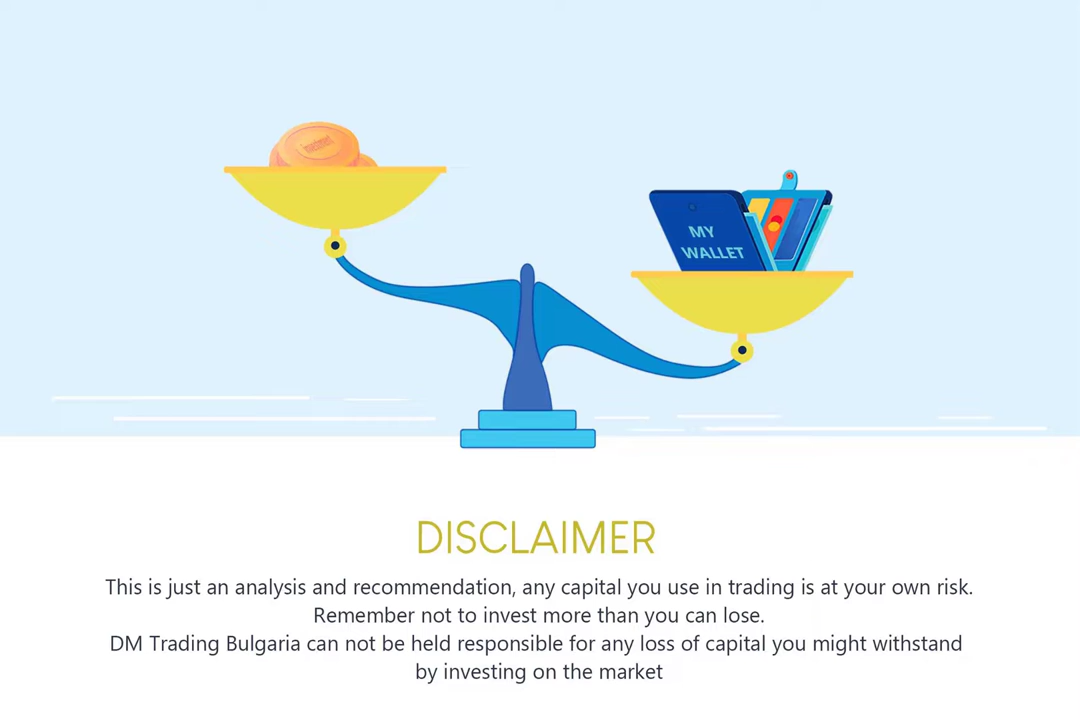 Investment
MY
WALLET
DISCLAIMER
This is just an analysis and recommendation, any capital you use in trading is at your own risk.
Remember not to invest more than you can lose.
DM Trading Bulgaria can not be held responsible for any loss of capital you might withstand
by investing on the market